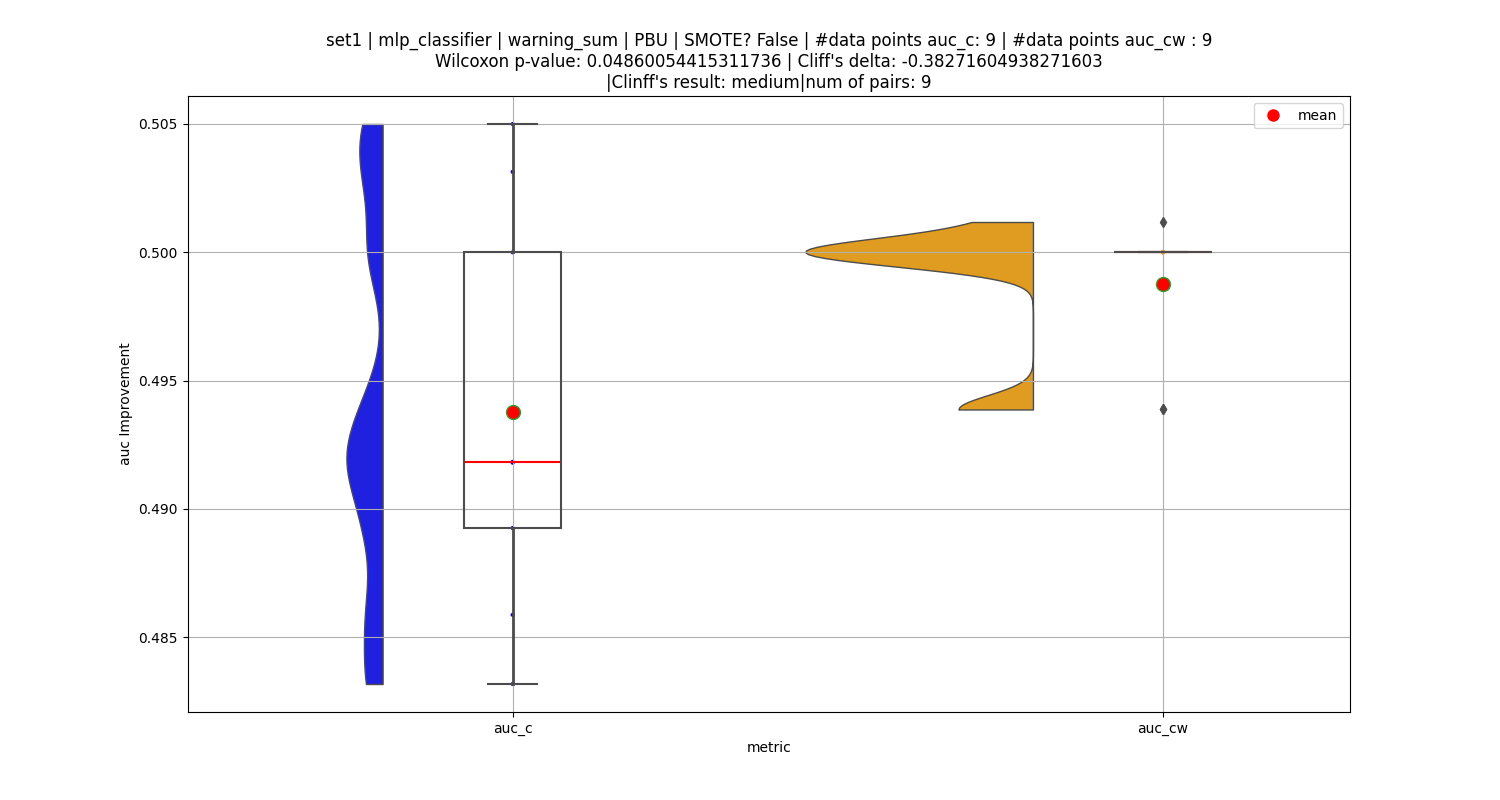 set1 | mlp_classifier | warning_sum | PBU | SMOTE? False | #data points auc_c: 9 | #data points auc_cw : 9
Wilcoxon p-value: 0.04860054415311736 | Cliff's delta: -0.38271604938271603
|Clinff's result: medium|num of pairs: 9
mean
0.505
0.500
0.495
0.490
0.485
auc Improvement
auc_c
auc_cw
metric